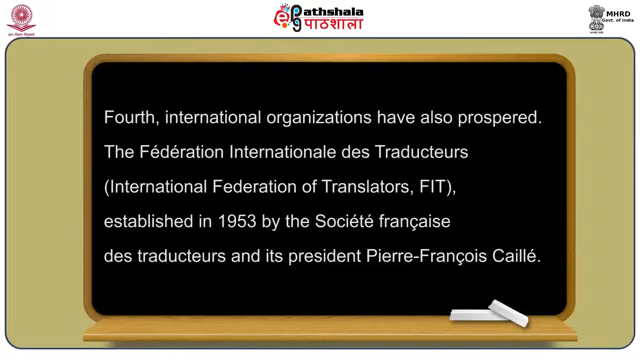 ePathshala
पाठशाला
MHRD
Govt. of India
Fourth, international organizations have also prospered.
The Fédération Internationale des Traducteurs
(International Federation of Translators, FIT),
established in 1953 by the Société française
des traducteurs and its president Pierre-François Caillé.